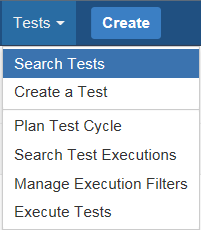 Tests Create
Search Tests
Create a Test
Plan Test Cycle
Search Test Executions
Manage Execution Filters
Execute Tests